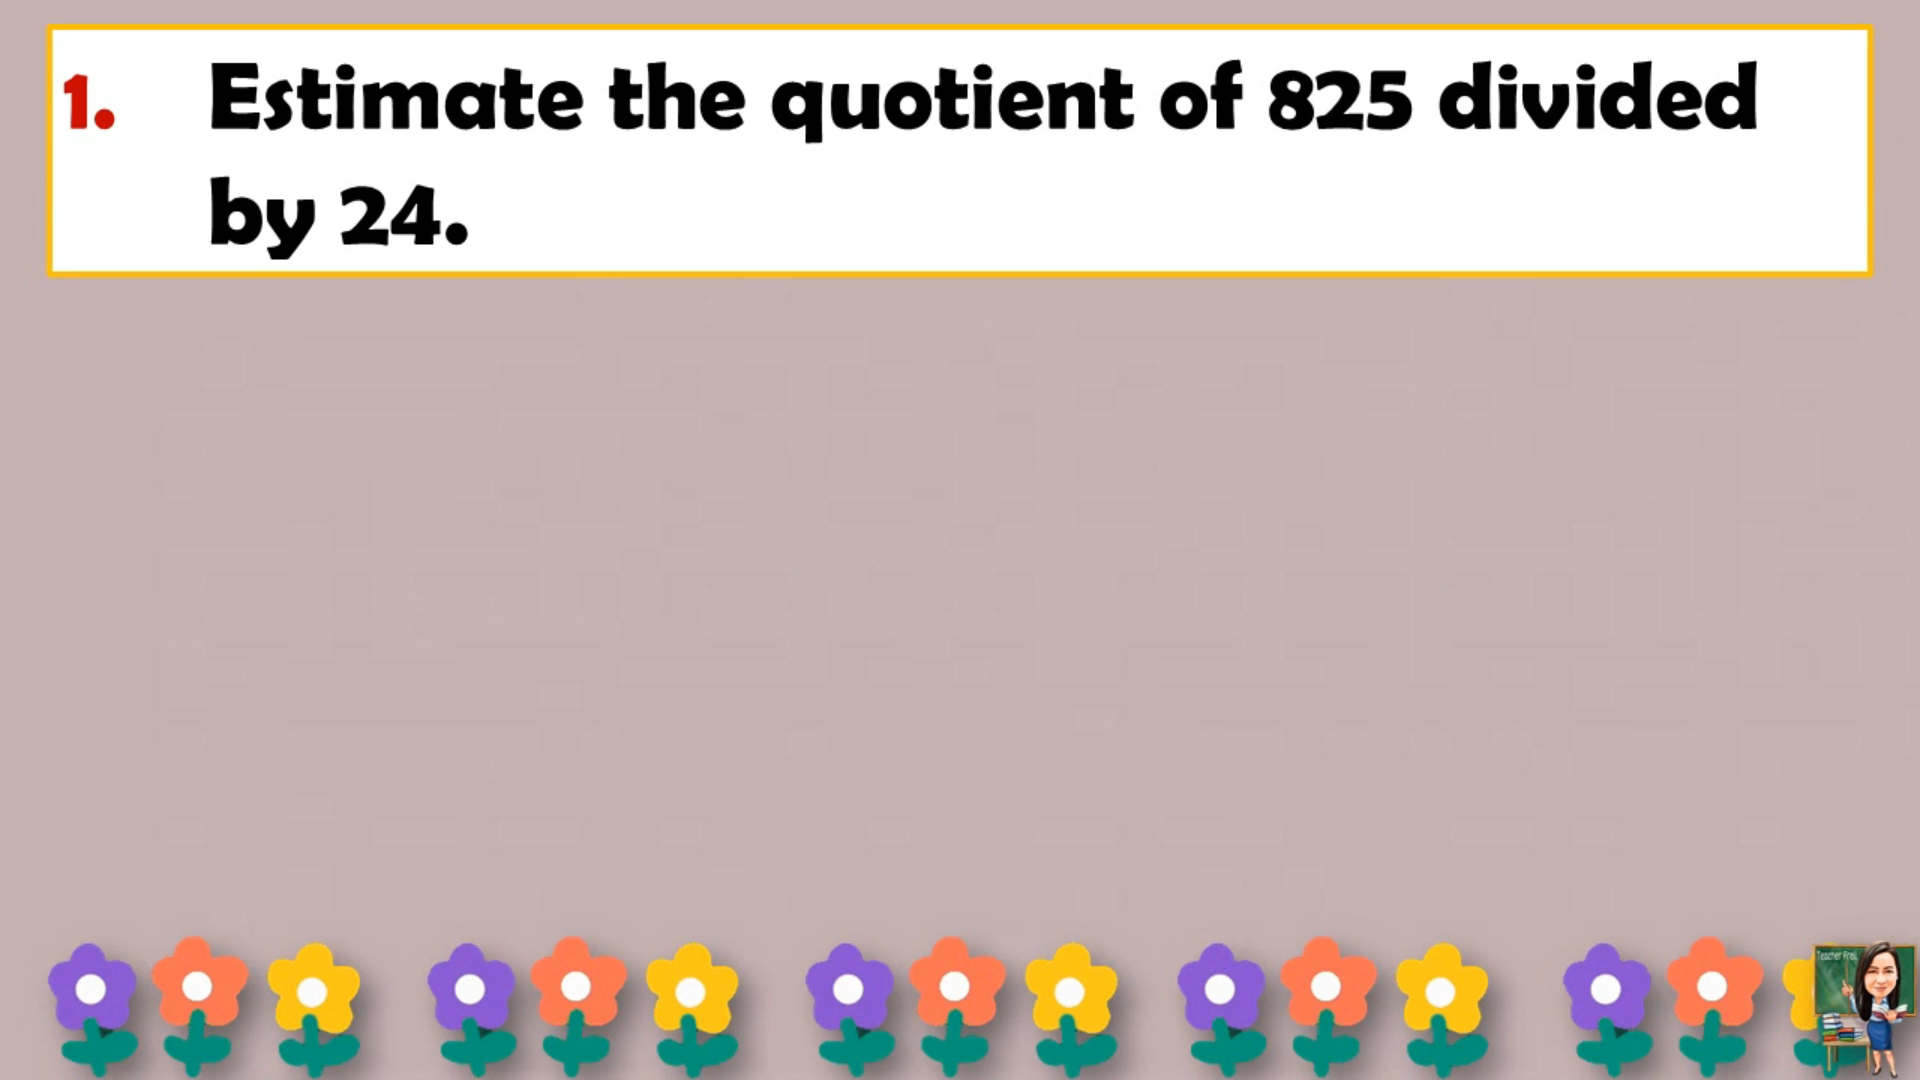 1. Estimate the quotient of 825 divided
by 24.